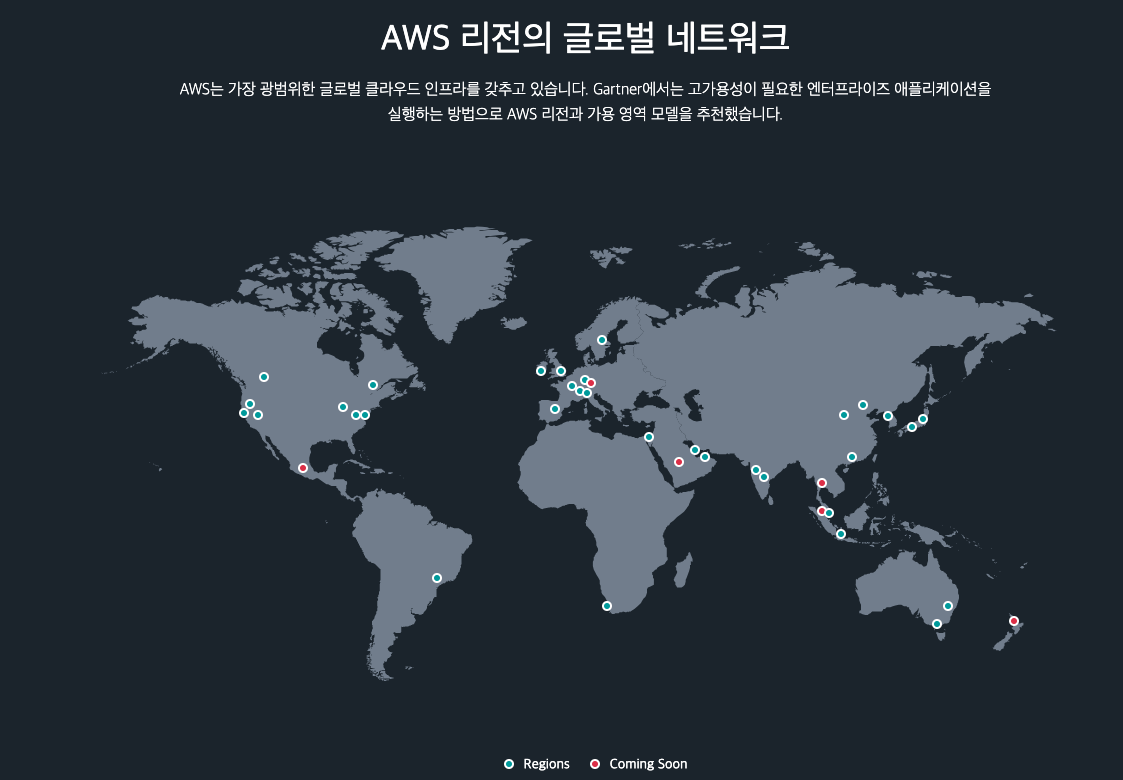 AWS 리전의 글로벌 네트워크
AWS는 가장 광범위한 글로벌 클라우드 인프라를 갖추고 있습니다. Gartner에서는 고가용성이 필요한 엔터프라이즈 애플리케이션을
실행하는 방법으로 AWS 리전과 가용 영역 모델을 추천했습니다.
Regions
Coming Soon